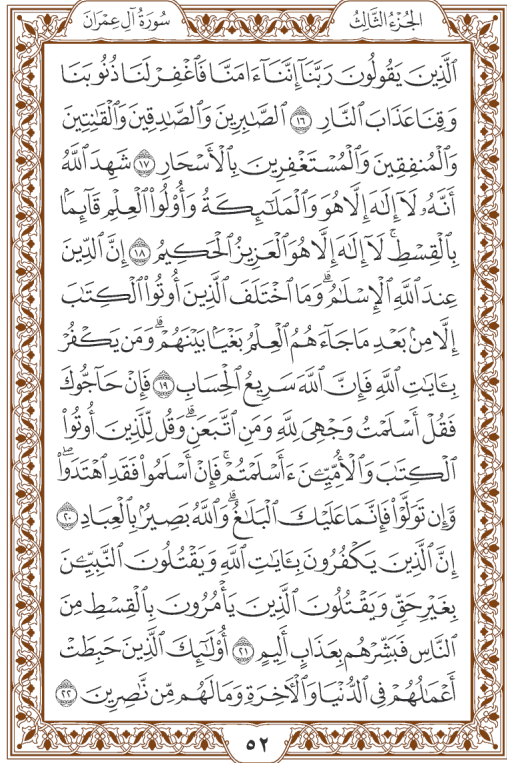 الجُزْءُ الثَّالِثُ
سُورَةُ آلِ عِمْرَانَ
ٱلَّذِينَ يَقُولُونَ رَبَّنَآ إِنَّنَآ ءَامَنَّا فَٱغْفِرْ لَنَا ذُنُوبَنَا
وَقِنَا عَذَابَ ٱلنَّارِ ١٦ ٱلصَّٰبِرِينَ وَٱلصَّٰدِقِينَ وَٱلْقَٰنِتِينَ
وَٱلْمُنفِقِينَ وَٱلْمُسْتَغْفِرِينَ بِٱلْأَسْحَارِ ١٧ شَهِدَ ٱللَّهُ
أَنَّهُۥ لَآ إِلَٰهَ إِلَّا هُوَ وَٱلْمَلَٰٓئِكَةُ وَأُو۟لُوا۟ ٱلْعِلْمِ قَآئِمًۢا
بِٱلْقِسْطِ ۚ لَآ إِلَٰهَ إِلَّا هُوَ ٱلْعَزِيزُ ٱلْحَكِيمُ ١٨ إِنَّ ٱلدِّينَ
عِندَ ٱللَّهِ ٱلْإِسْلَٰمُ ۗ وَمَا ٱخْتَلَفَ ٱلَّذِينَ أُوتُوا۟ ٱلْكِتَٰبَ
إِلَّا مِنۢ بَعْدِ مَا جَآءَهُمُ ٱلْعِلْمُ بَغْيًۢا بَيْنَهُمْ ۗ وَمَن يَكْفُرْ
بِـَٔايَٰتِ ٱللَّهِ فَإِنَّ ٱللَّهَ سَرِيعُ ٱلْحِسَابِ ١٩ فَإِنْ حَآجُّوكَ
فَقُلْ أَسْلَمْتُ وَجْهِىَ لِلَّهِ وَمَنِ ٱتَّبَعَنِ ۗ وَقُل لِّلَّذِينَ أُوتُوا۟
ٱلْكِتَٰبَ وَٱلْأُمِّيِّـۧنَ ءَأَسْلَمْتُمْ ۚ فَإِنْ أَسْلَمُوا۟ فَقَدِ ٱهْتَدَوا۟ ۖ
وَّإِن تَوَلَّوْا۟ فَإِنَّمَا عَلَيْكَ ٱلْبَلَٰغُ ۗ وَٱللَّهُ بَصِيرٌۢ بِٱلْعِبَادِ ٢٠
إِنَّ ٱلَّذِينَ يَكْفُرُونَ بِـَٔايَٰتِ ٱللَّهِ وَيَقْتُلُونَ ٱلنَّبِيِّـۧنَ
بِغَيْرِ حَقٍّ وَيَقْتُلُونَ ٱلَّذِينَ يَأْمُرُونَ بِٱلْقِسْطِ مِنَ
ٱلنَّاسِ فَبَشِّرْهُم بِعَذَابٍ أَلِيمٍ ٢١ أُو۟لَٰٓئِكَ ٱلَّذِينَ حَبِطَتْ
أَعْمَٰلُهُمْ فِى ٱلدُّنْيَا وَٱلْءَاخِرَةِ وَمَا لَهُم مِّن نَّٰصِرِينَ ٢٢
٥٢